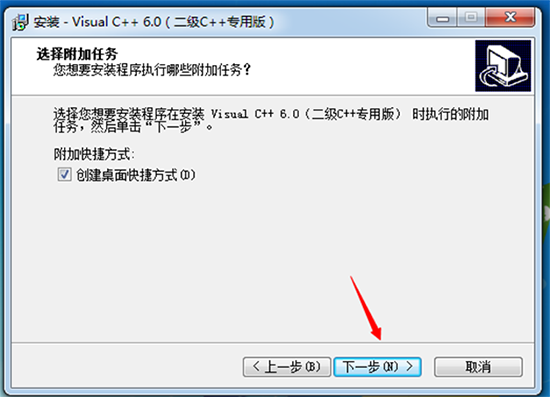 安装 - Visual C++ 6.0（二级C++专用版）
选择附加任务
您想要安装程序执行哪些附加任务？
选择您想要安装程序在安装 Visual C++ 6.0（二级C++专用版） 时执行的附加
任务，然后单击“下一步”。
附加快捷方式:
创建桌面快捷方式(D)
< 上一步(B) 下一步(N) > 取消